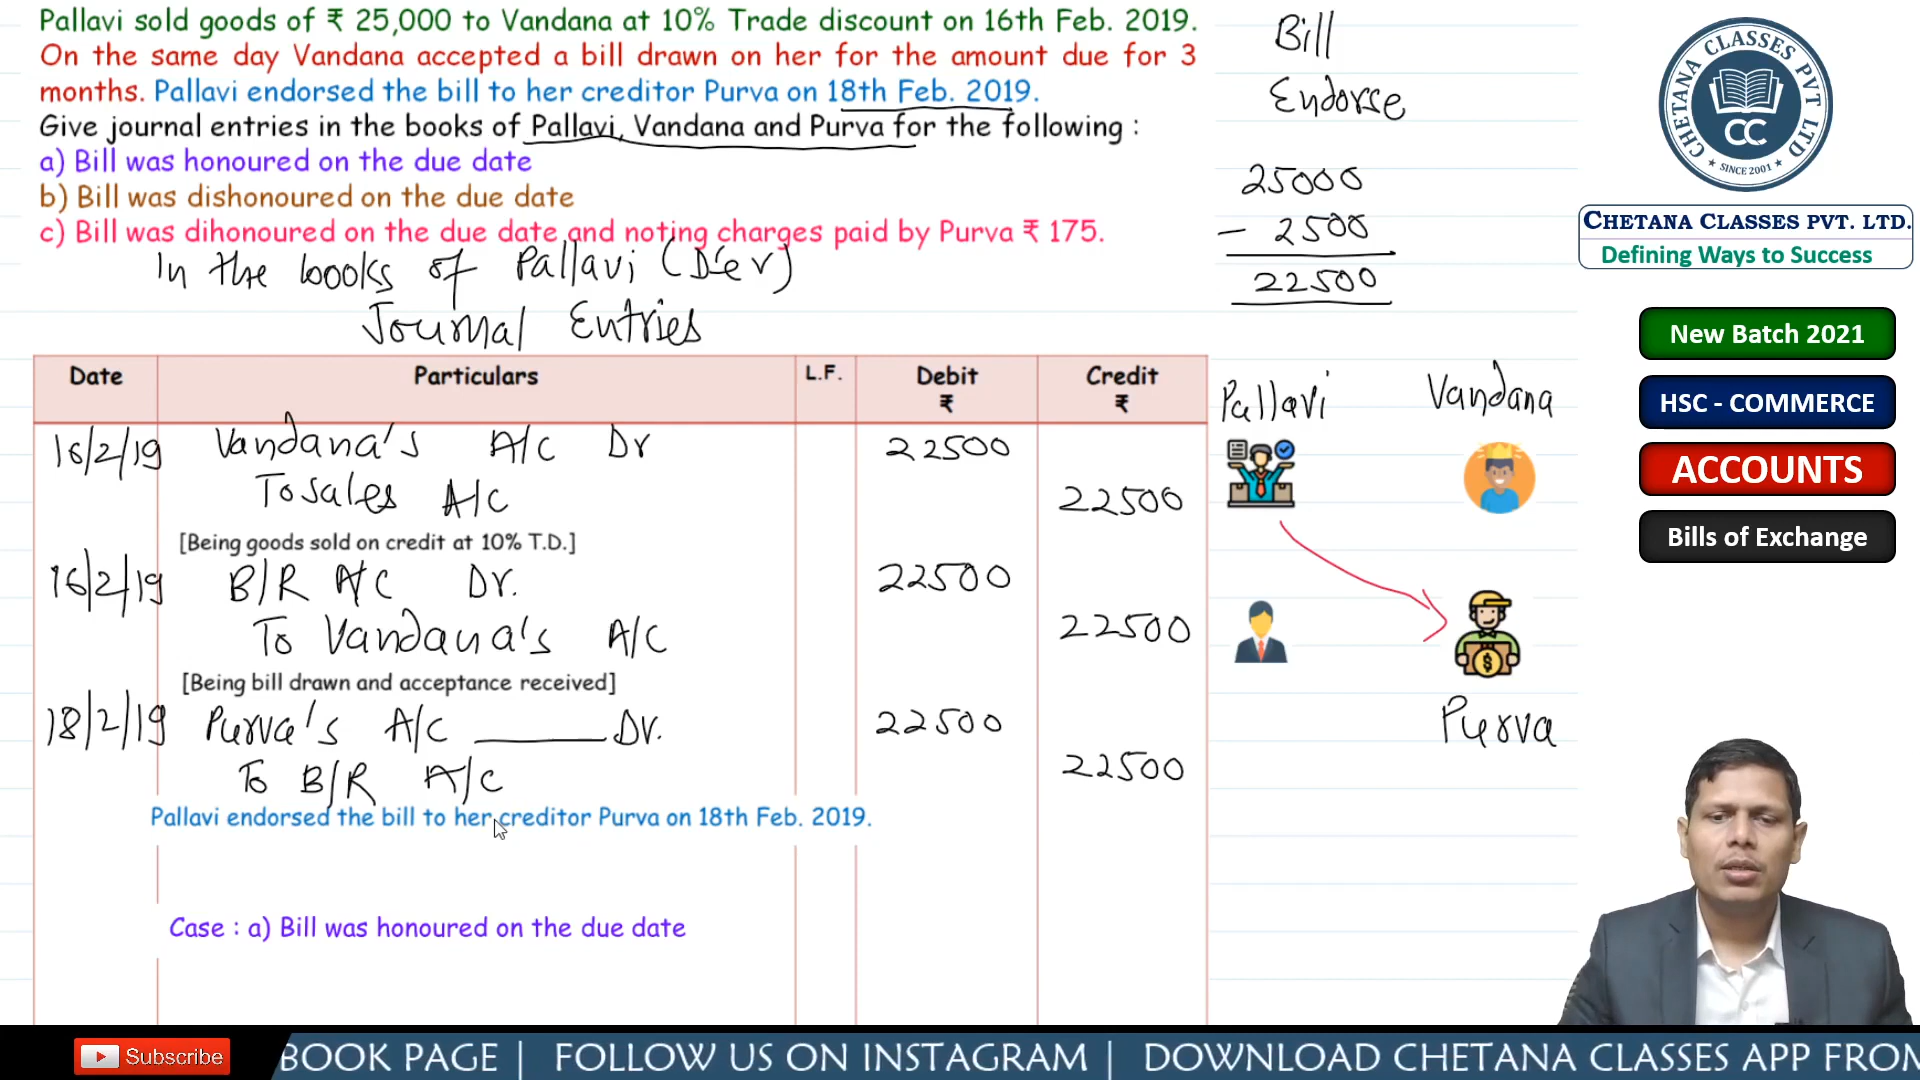 Pallavi sold goods of ₹ 25,000 to Vandana at 10% Trade discount on 16th Feb. 2019.
On the same day Vandana accepted a bill drawn on her for the amount due for 3
months. Pallavi endorsed the bill to her creditor Purva on 18th Feb. 2019.
Give journal entries in the books of Pallavi, Vandana and Purva for the following :
a) Bill was honoured on the due date
b) Bill was dishonoured on the due date
c) Bill was dihonoured on the due date and noting charges paid by Purva ₹ 175.
In the books of Pallavi (D'er)
Journal Entries
Date Particulars L.F. Debit ₹ Credit ₹
16/2/19 Vandana's A/C Dr 22500
To sales A/C 22500
[Being goods sold on credit at 10% T.D.]
16/2/19 B/R A/C Dr. 22500
To Vandana's A/C 22500
[Being bill drawn and acceptance received]
18/2/19 Purva's A/C Dr. 22500
To B/R A/C 22500
Pallavi endorsed the bill to her creditor Purva on 18th Feb. 2019.
Case : a) Bill was honoured on the due date
Bill
Endorse
25000
- 2500
22500
Pallavi Vandana
Purva
CHETANA CLASSES PVT. LTD
CC
SINCE 2001
CHETANA CLASSES PVT. LTD.
Defining Ways to Success
New Batch 2021
HSC - COMMERCE
ACCOUNTS
Bills of Exchange
Subscribe
BOOK PAGE | FOLLOW US ON INSTAGRAM | DOWNLOAD CHETANA CLASSES APP FROM